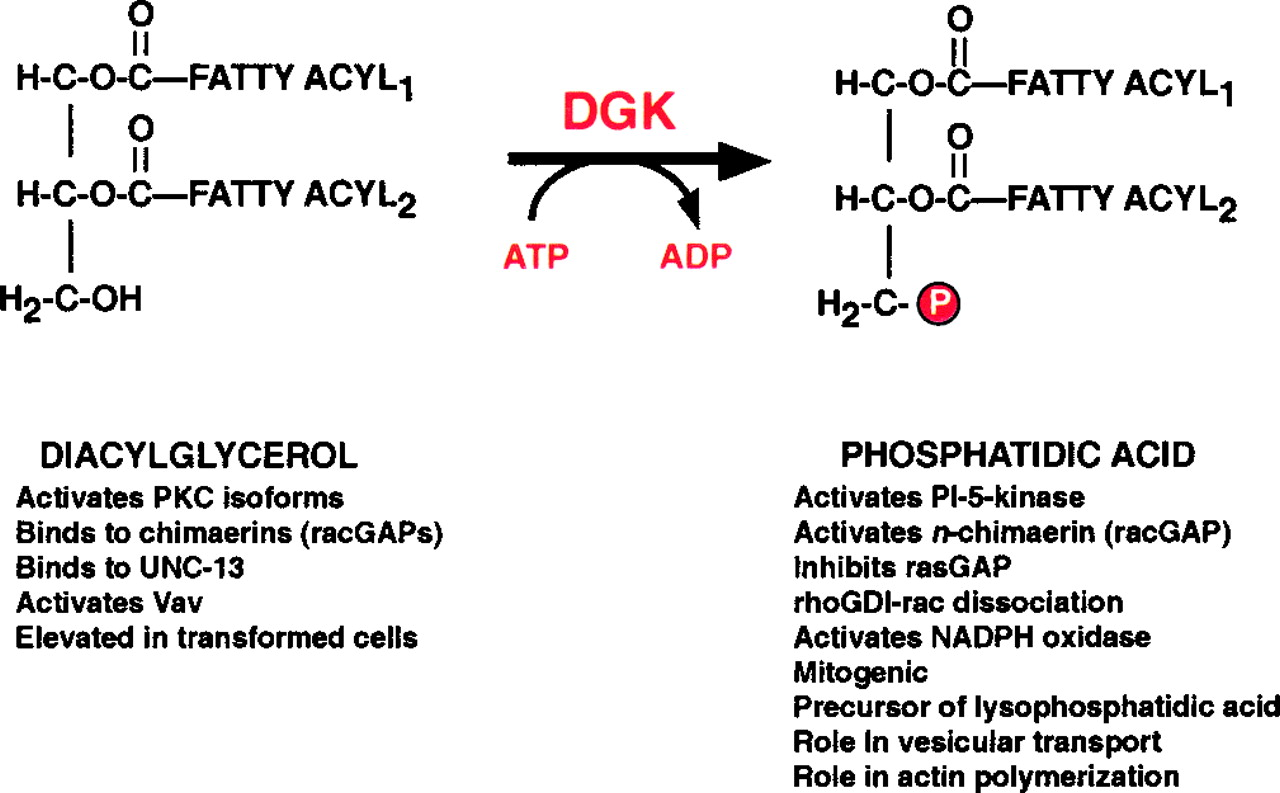 O
H-C-O-C—FATTY ACYL1
O
H-C-O-C—FATTY ACYL2
H2-C-OH
DGK
ATP
ADP
O
H-C-O-C—FATTY ACYL1
O
H-C-O-C—FATTY ACYL2
H2-C-P
DIACYLGLYCEROL
Activates PKC isoforms
Binds to chimaerins (racGAPs)
Binds to UNC-13
Activates Vav
Elevated in transformed cells
PHOSPHATIDIC ACID
Activates PI-5-kinase
Activates n-chimaerin (racGAP)
Inhibits rasGAP
rhoGDI-rac dissociation
Activates NADPH oxidase
Mitogenic
Precursor of lysophosphatidic acid
Role in vesicular transport
Role in actin polymerization